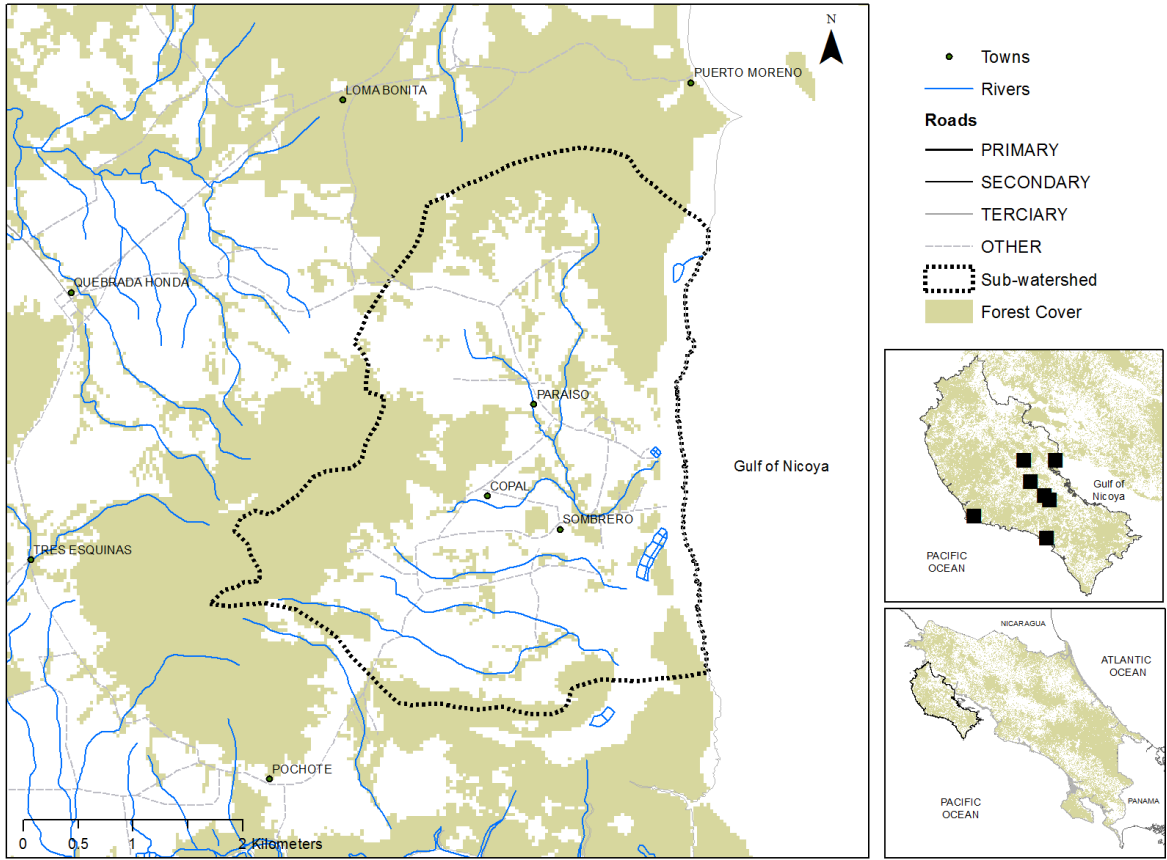 N
PUERTO MORENO
LOMA BONITA
QUEBRADA HONDA
PARAISO
Gulf of Nicoya
COPAL
SOMBRERO
TRES ESQUINAS
POCHOTE
0 0.5 1 2 Kilometers
Towns
Rivers
Roads
PRIMARY
SECONDARY
TERCIARY
OTHER
Sub-watershed
Forest Cover
Gulf of
Nicoya
PACIFIC
OCEAN
NICARAGUA
ATLANTIC
OCEAN
PACIFIC
OCEAN
PANAMA